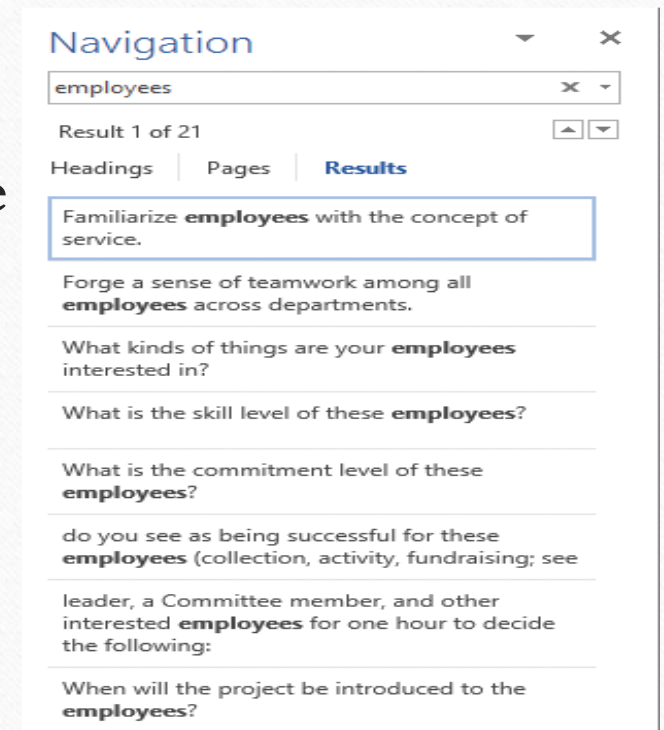 Navigation
employees
Result 1 of 21
Headings Pages Results
e
Familiarize employees with the concept of
service.
Forge a sense of teamwork among all
employees across departments.
What kinds of things are your employees
interested in?
What is the skill level of these employees?
What is the commitment level of these
employees?
do you see as being successful for these
employees (collection, activity, fundraising; see
leader, a Committee member, and other
interested employees for one hour to decide
the following:
When will the project be introduced to the
employees?